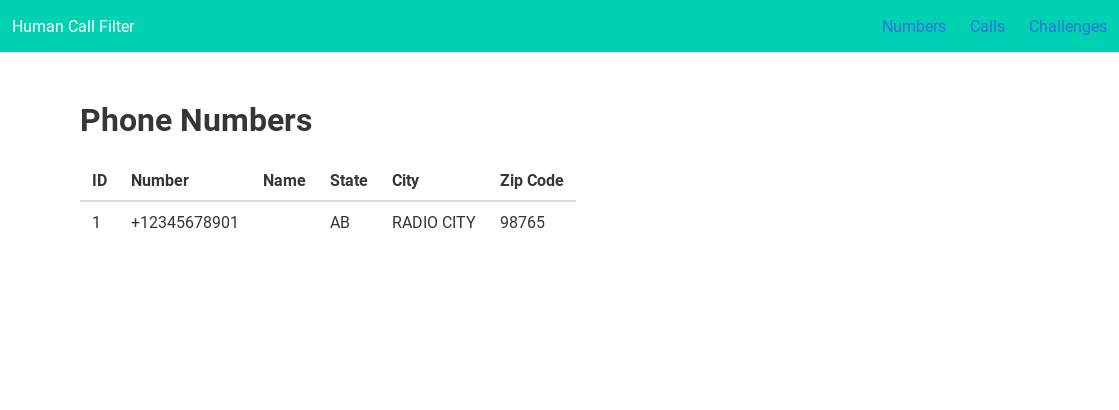 Human Call Filter Numbers Calls Challenges
Phone Numbers
ID Number Name State City Zip Code
1 +12345678901 AB RADIO CITY 98765